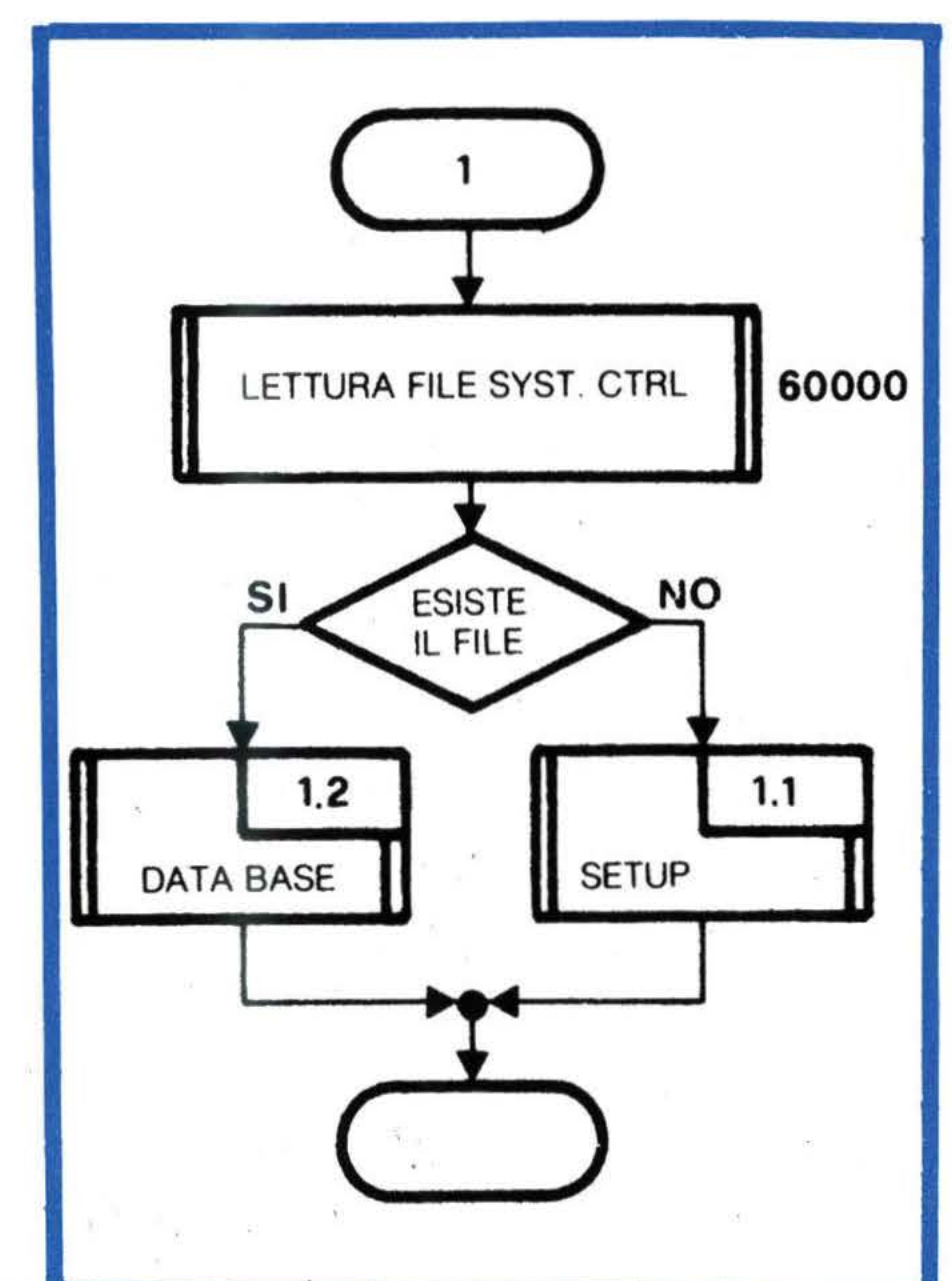 1
LETTURA FILE SYST. CTRL
60000
SI
ESISTE
IL FILE
NO
1.2
DATA BASE
1.1
SETUP